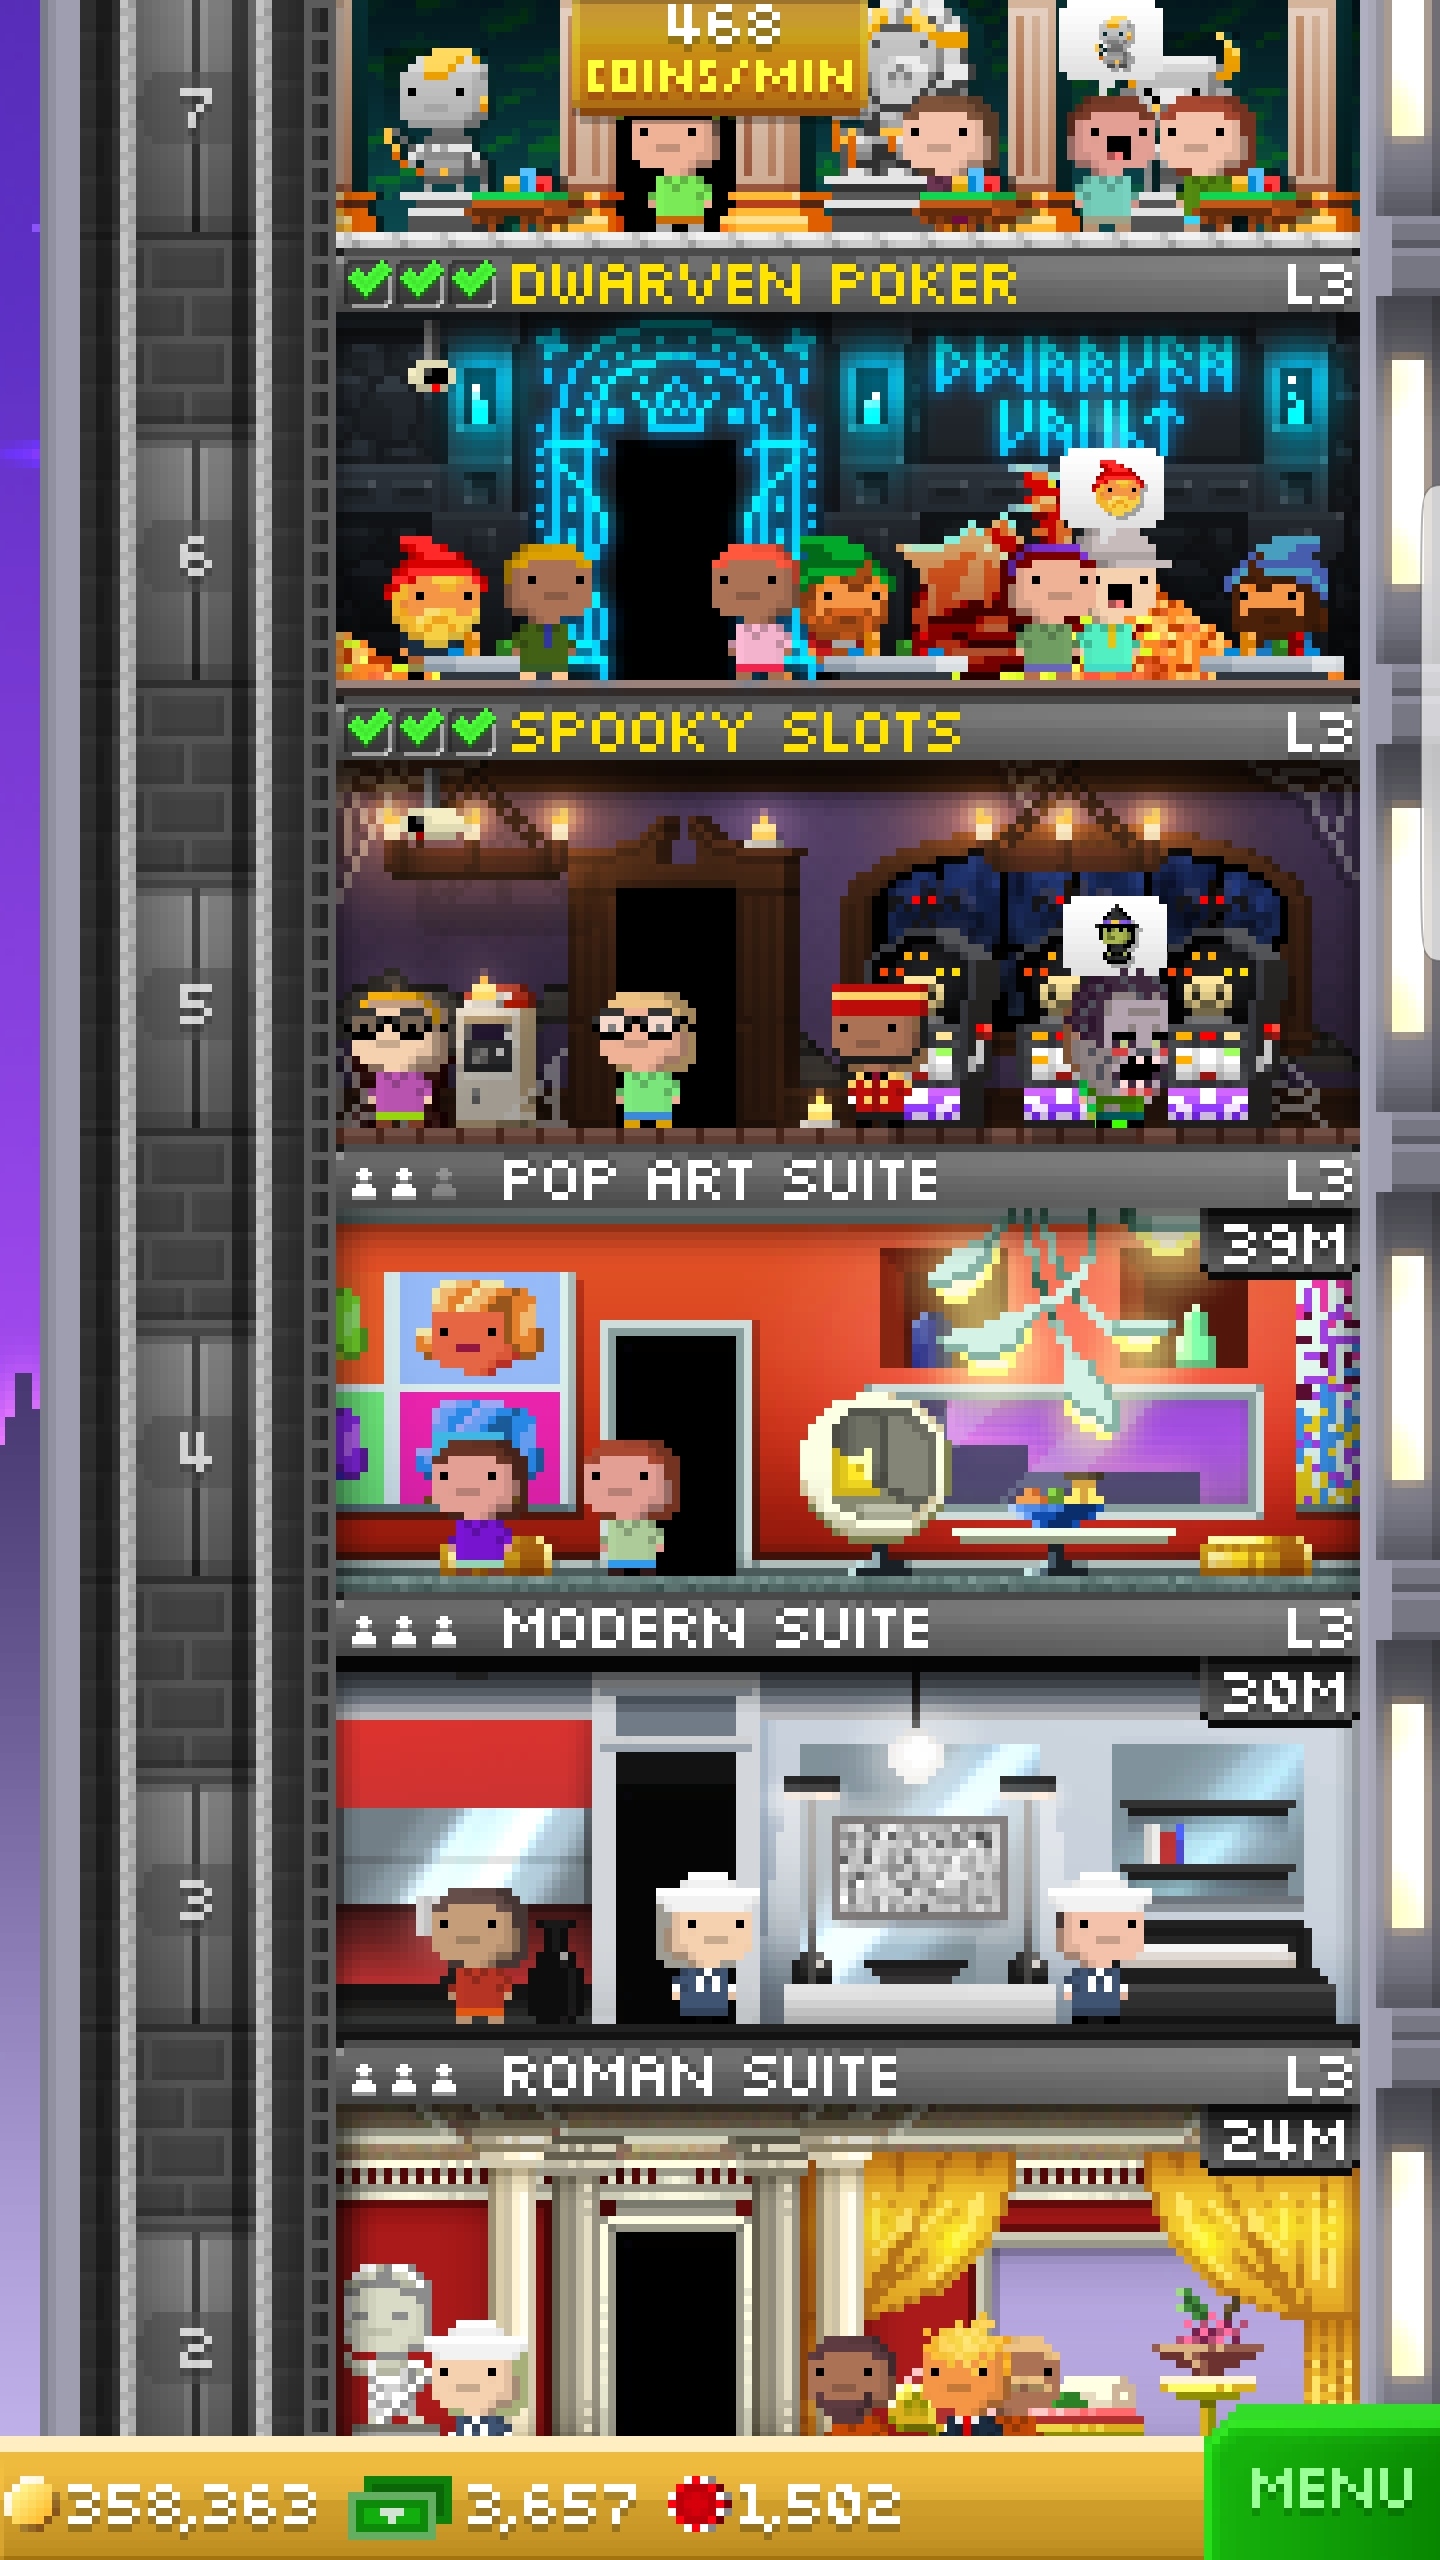 468
COINS/MIN
7
DWARVEN POKER L3
DWARVEN
VAULT
6
SPOOKY SLOTS L3
5
POP ART SUITE L3
39M
4
MODERN SUITE L3
30M
3
ROMAN SUITE L3
24M
2
358,363 3,657 1,502
MENU